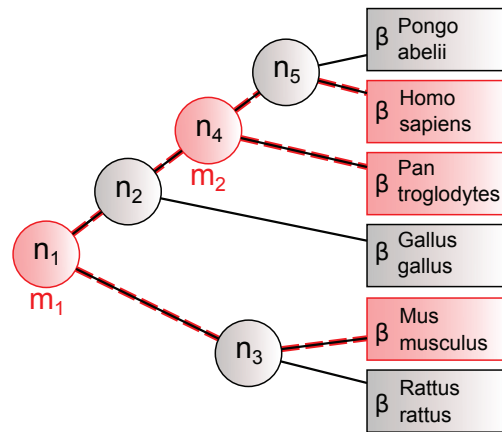 β Pongo
abelii
n5
β Homo
sapiens
n4
m2
β Pan
troglodytes
n2
β Gallus
gallus
n1
m1
β Mus
musculus
n3
β Rattus
rattus